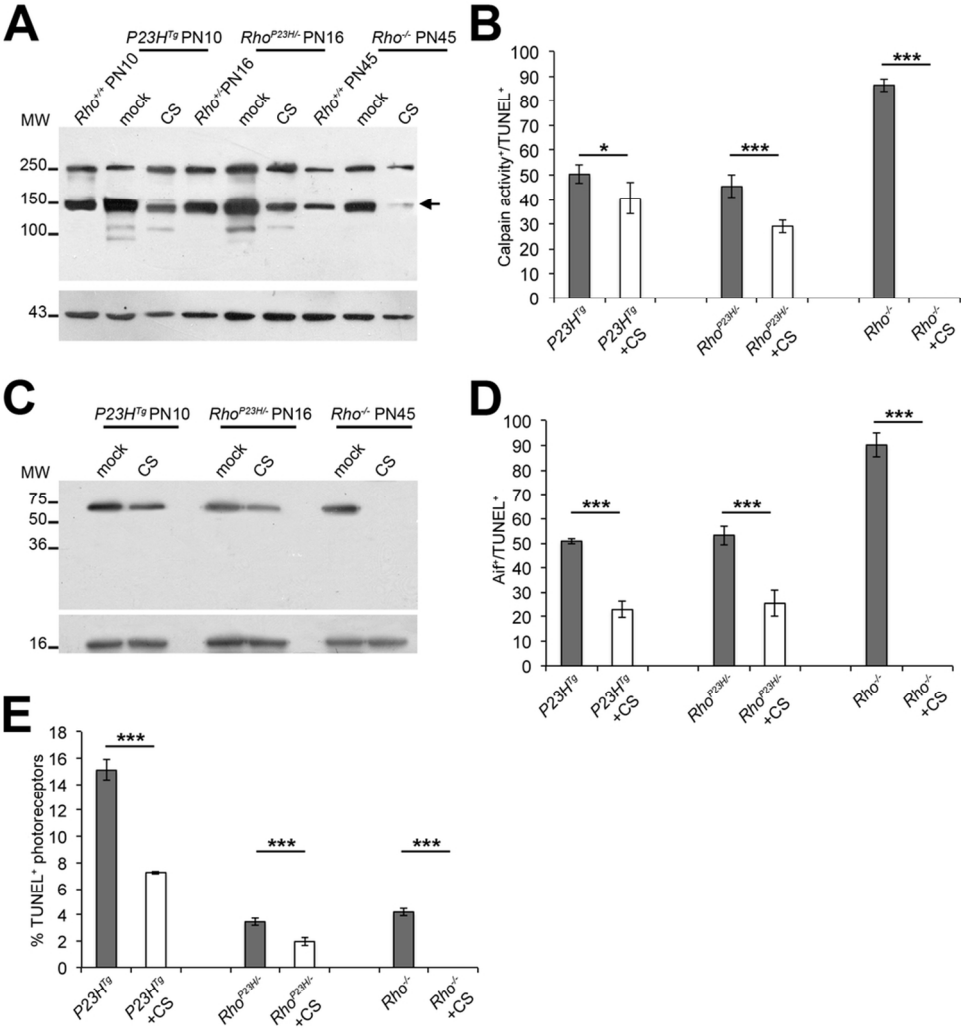 A
P23HTg PN10 RhoP23H/- PN16 Rho-/- PN45
Rho+/+ PN10 mock CS Rho+/- PN16 mock CS Rho+/+ PN45 mock CS
MW
250
150
100
43
B
Calpain activity+/TUNEL+
100
90
80
70
60
50
40
30
20
10
0
* *** ***
P23HTg P23HTg +CS RhoP23H/- RhoP23H/- +CS Rho-/- Rho-/- +CS
C
P23HTg PN10 RhoP23H/- PN16 Rho-/- PN45
mock CS mock CS mock CS
MW
75
50
36
16
D
Aif+/TUNEL+
100
90
80
70
60
50
40
30
20
10
0
*** *** ***
P23HTg P23HTg +CS RhoP23H/- RhoP23H/- +CS Rho-/- Rho-/- +CS
E
% TUNEL+ photoreceptors
18
16
14
12
10
8
6
4
2
0
*** *** ***
P23HTg P23HTg +CS RhoP23H/- RhoP23H/- +CS Rho-/- Rho-/- +CS